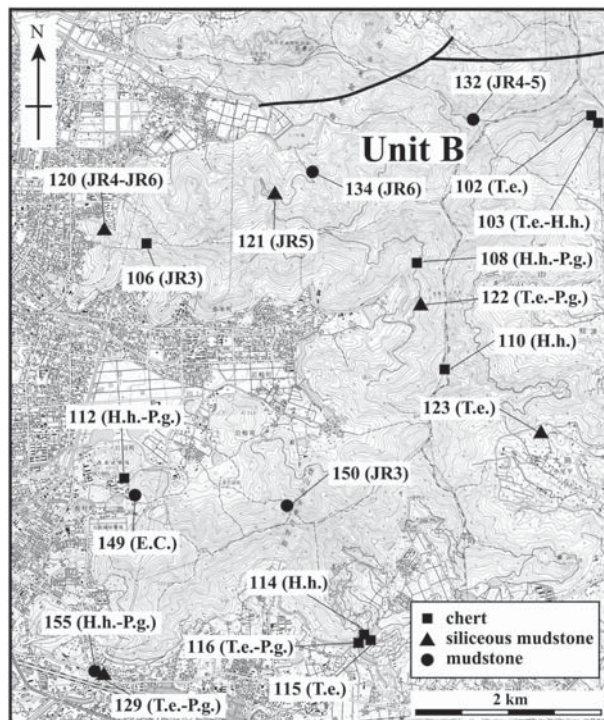 N
132 (JR4-5)
Unit B
120 (JR4-JR6)
134 (JR6)
102 (T.e.)
121 (JR5)
103 (T.e.-H.h.)
106 (JR3)
108 (H.h.-P.g.)
122 (T.e.-P.g.)
110 (H.h.)
112 (H.h.-P.g.)
123 (T.e.)
150 (JR3)
149 (E.C.)
114 (H.h.)
155 (H.h.-P.g.)
116 (T.e.-P.g.)
115 (T.e.)
129 (T.e.-P.g.)
chert
siliceous mudstone
mudstone
2 km